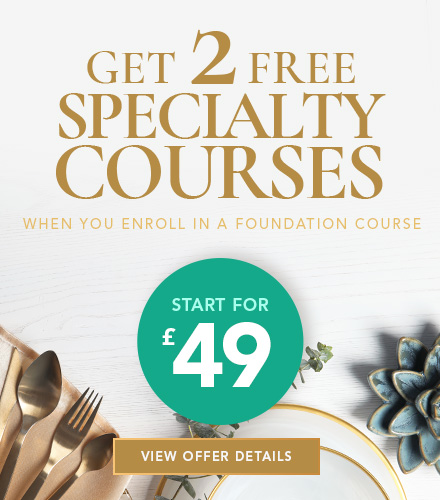 GET 2 FREE
SPECIALTY
COURSES
WHEN YOU ENROLL IN A FOUNDATION COURSE
START FOR
£49
VIEW OFFER DETAILS